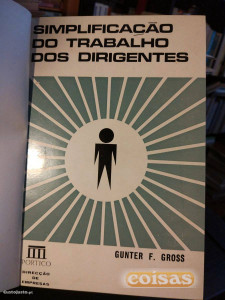 SIMPLIFICAÇÃO
DO TRABALHO
DOS DIRIGENTES
GUNTER F. GROSS
PÓRTICO
DIRECÇÃO
DE
EMPRESAS
coisas